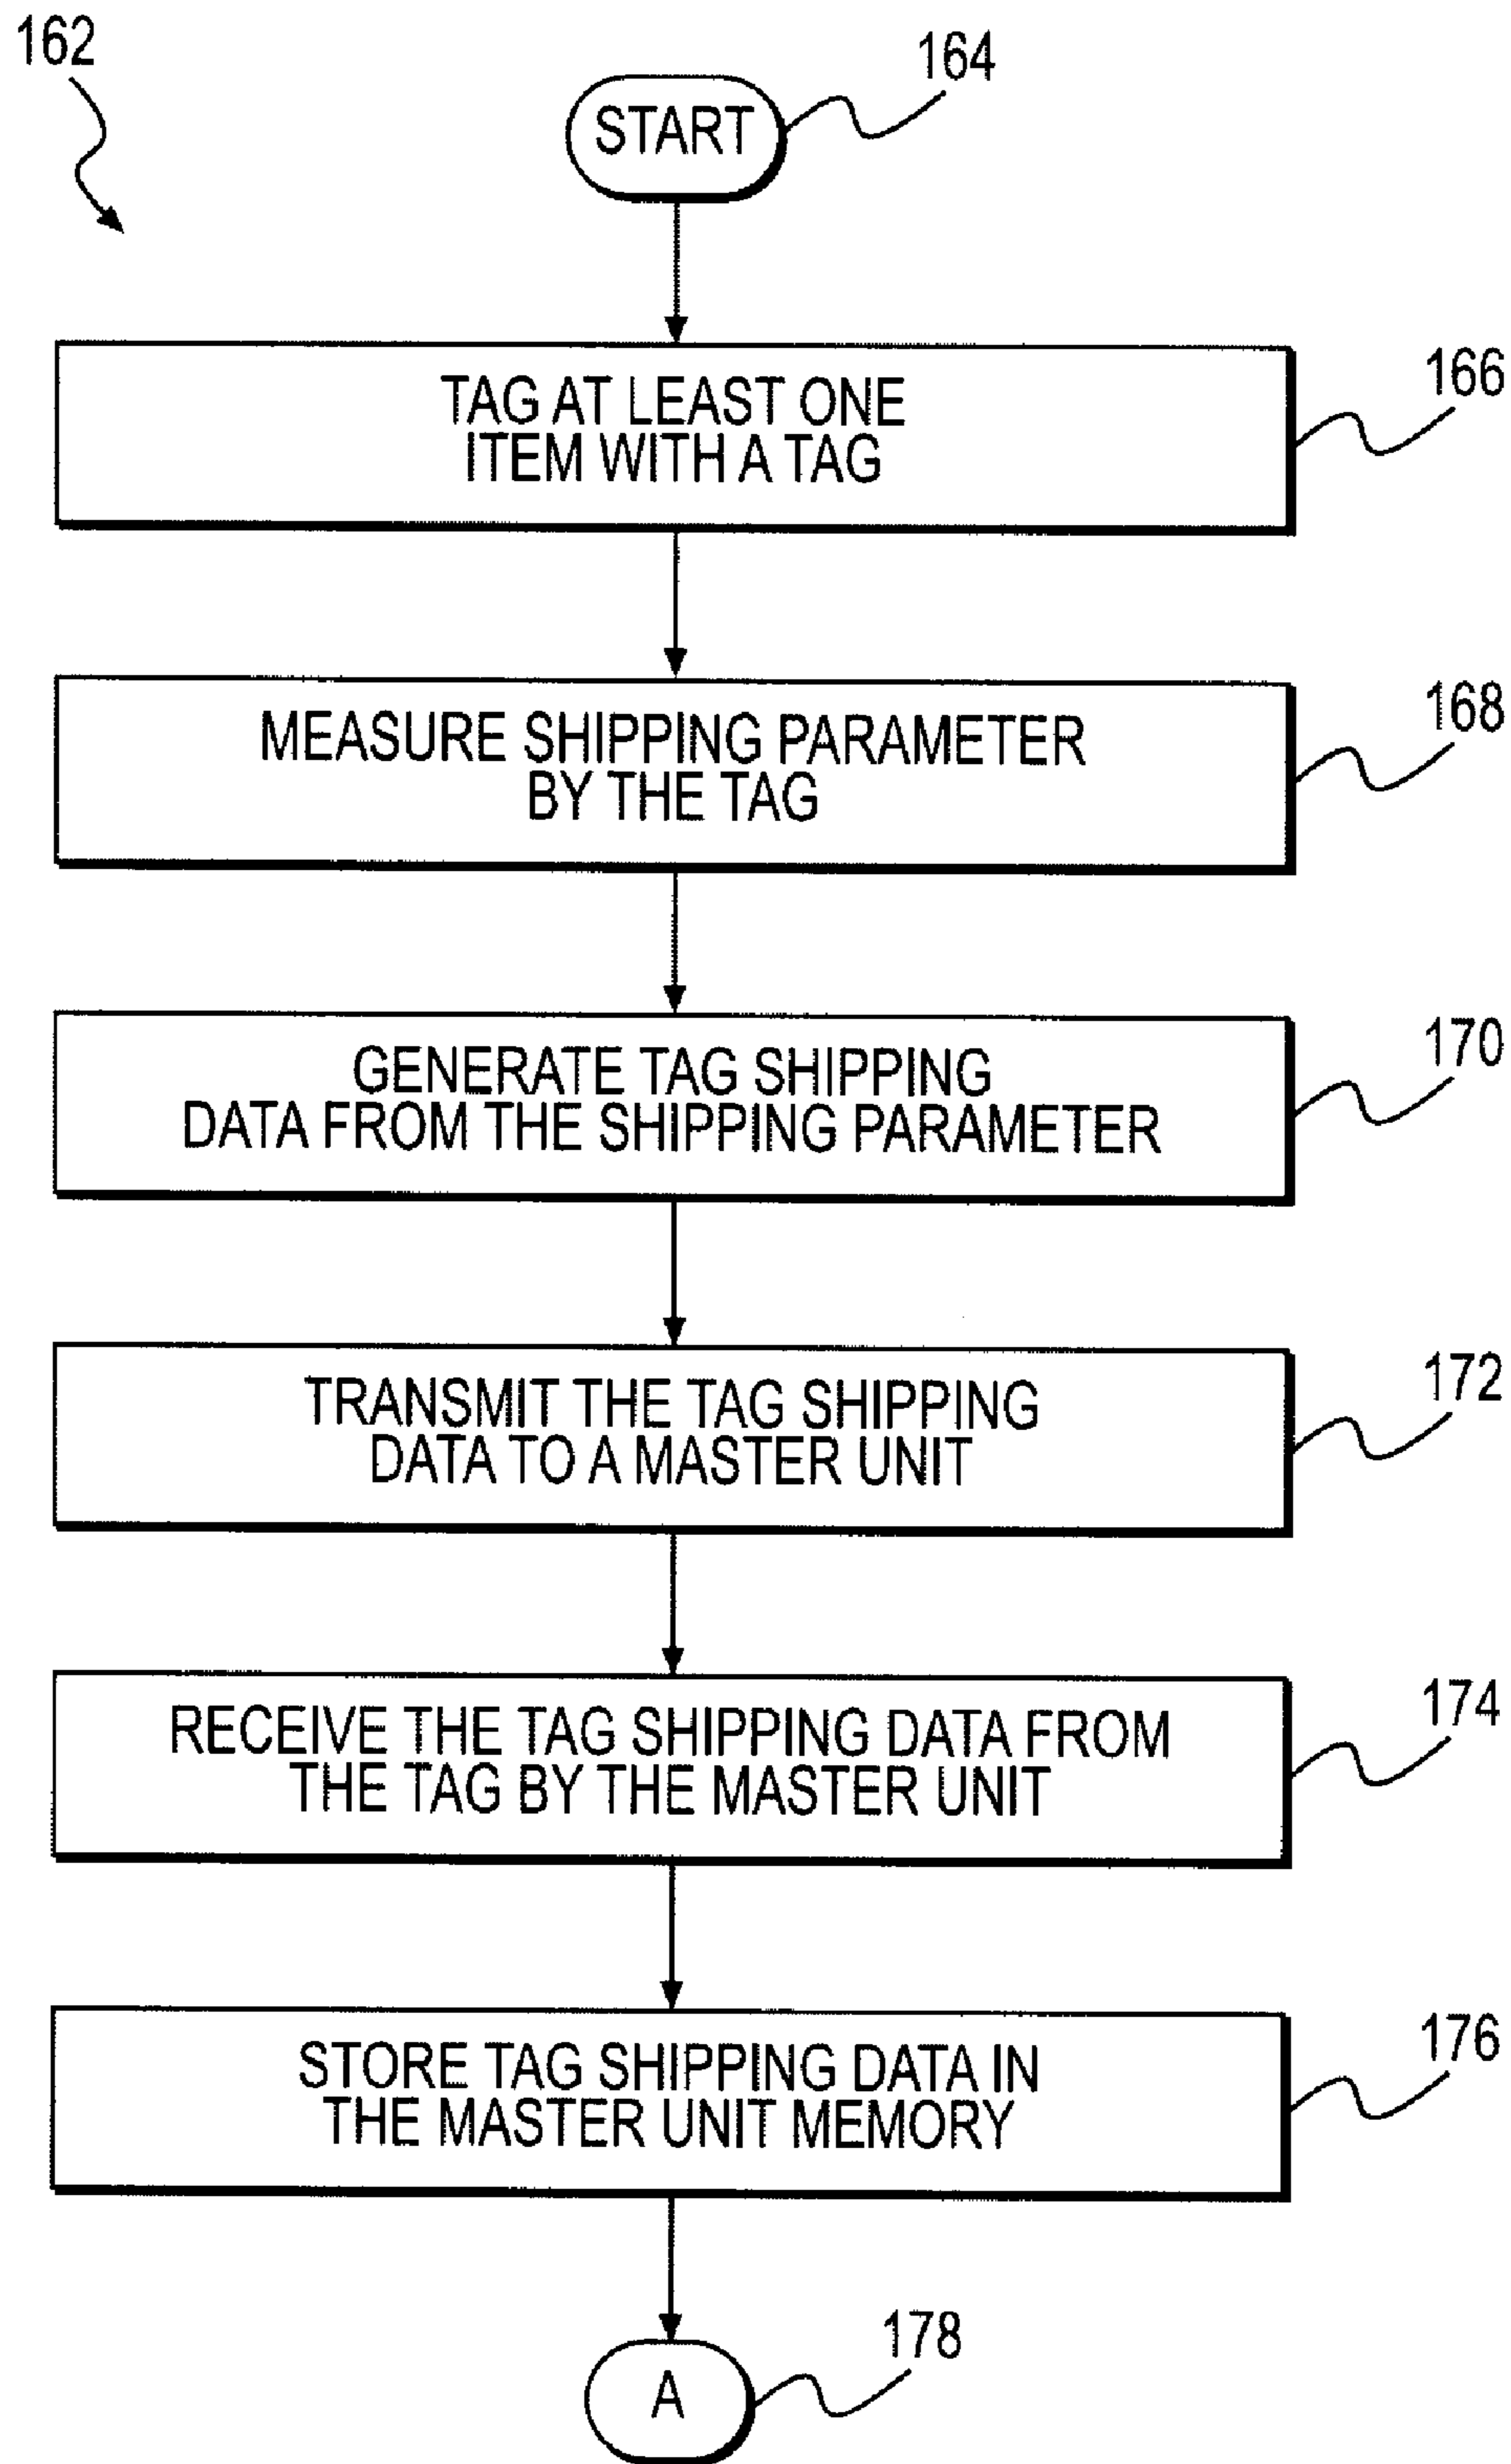 162
164
START
TAG AT LEAST ONE
ITEM WITH A TAG
166
MEASURE SHIPPING PARAMETER
BY THE TAG
168
GENERATE TAG SHIPPING
DATA FROM THE SHIPPING PARAMETER
170
TRANSMIT THE TAG SHIPPING
DATA TO A MASTER UNIT
172
RECEIVE THE TAG SHIPPING DATA FROM
THE TAG BY THE MASTER UNIT
174
STORE TAG SHIPPING DATA IN
THE MASTER UNIT MEMORY
176
A
178